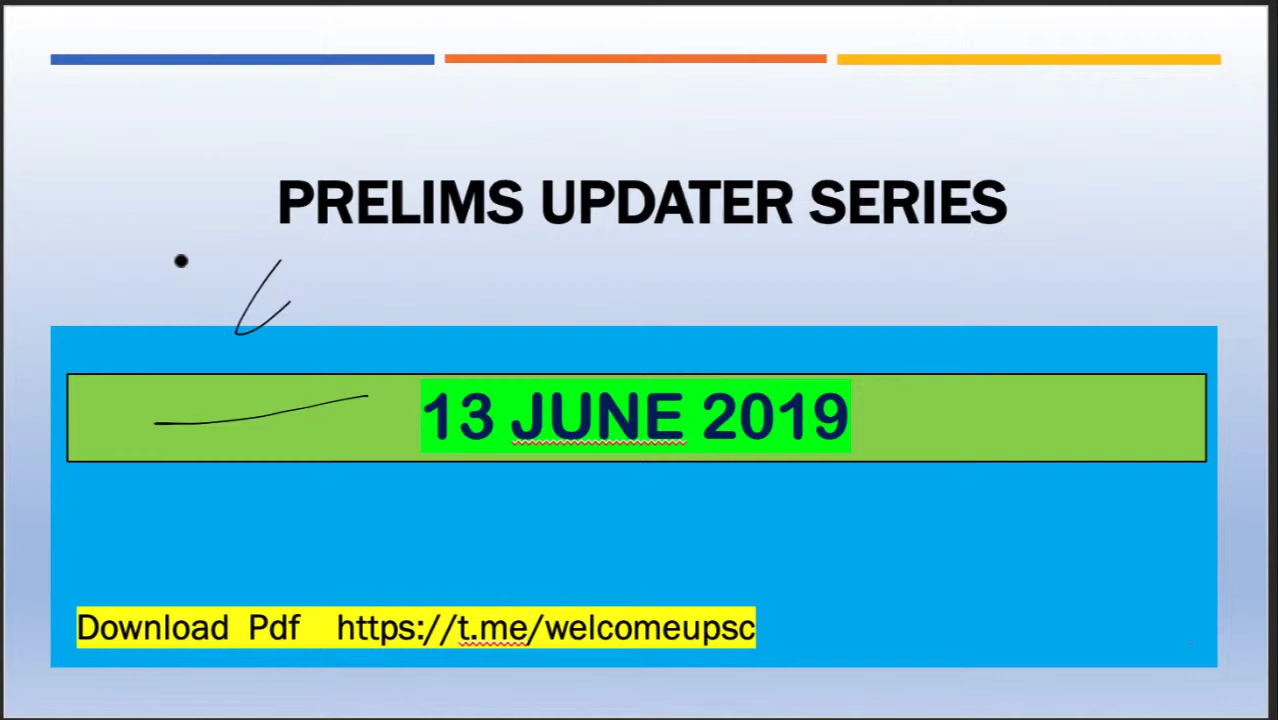 PRELIMS UPDATER SERIES
13 JUNE 2019
Download Pdf https://t.me/welcomeupsc